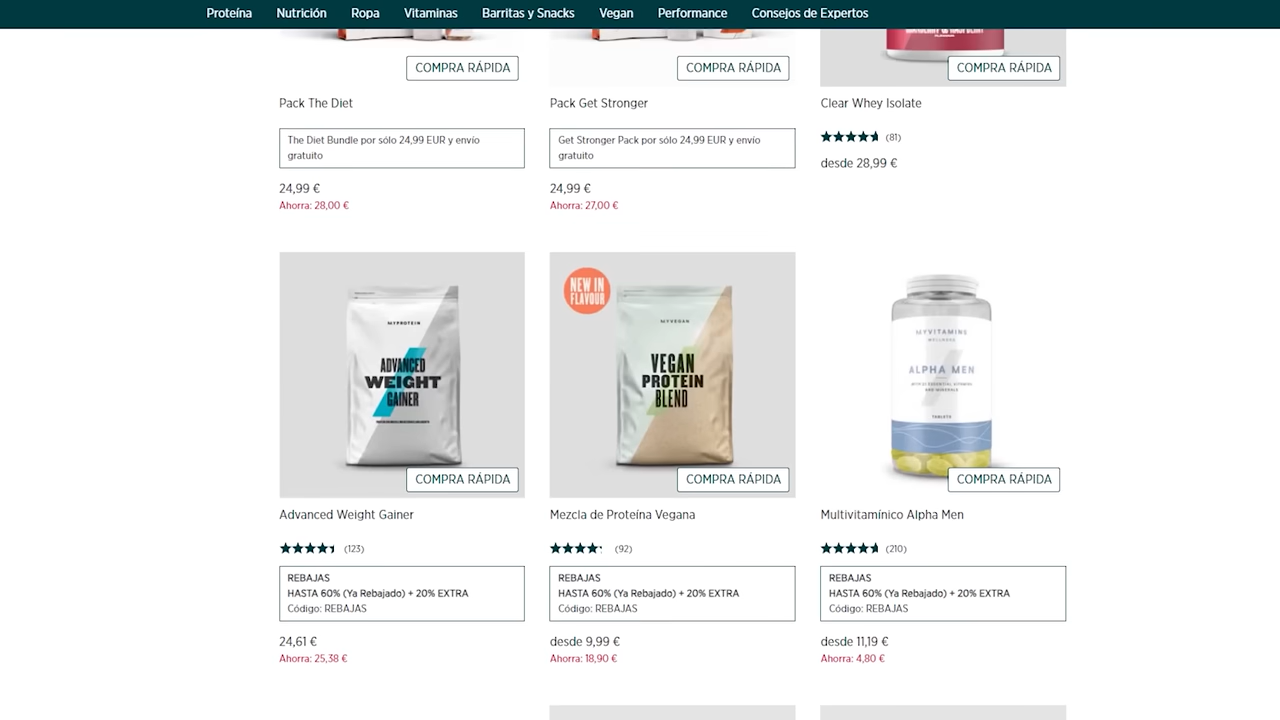 Proteína Nutrición Ropa Vitaminas Barritas y Snacks Vegan Performance Consejos de Expertos
COMPRA RÁPIDA
COMPRA RÁPIDA
COMPRA RÁPIDA
Pack The Diet
The Diet Bundle por sólo 24,99 EUR y envío
gratuito
24,99 €
Ahorra: 28,00 €
Pack Get Stronger
Get Stronger Pack por sólo 24,99 EUR y envío
gratuito
24,99 €
Ahorra: 27,00 €
Clear Whey Isolate
(81)
desde 28,99 €
MYPROTEIN
ADVANCED
WEIGHT
GAINER
COMPRA RÁPIDA
Advanced Weight Gainer
(123)
REBAJAS
HASTA 60% (Ya Rebajado) + 20% EXTRA
Código: REBAJAS
24,61 €
Ahorra: 25,38 €
NEW IN
FLAVOUR
MYVEGAN
VEGAN
PROTEIN
BLEND
COMPRA RÁPIDA
Mezcla de Proteína Vegana
(92)
REBAJAS
HASTA 60% (Ya Rebajado) + 20% EXTRA
Código: REBAJAS
desde 9,99 €
Ahorra: 18,90 €
MYVITAMINS
WELLNESS
ALPHA MEN
AND MINERALS
TABLETS
COMPRA RÁPIDA
Multivitamínico Alpha Men
(210)
REBAJAS
HASTA 60% (Ya Rebajado) + 20% EXTRA
Código: REBAJAS
desde 11,19 €
Ahorra: 4,80 €